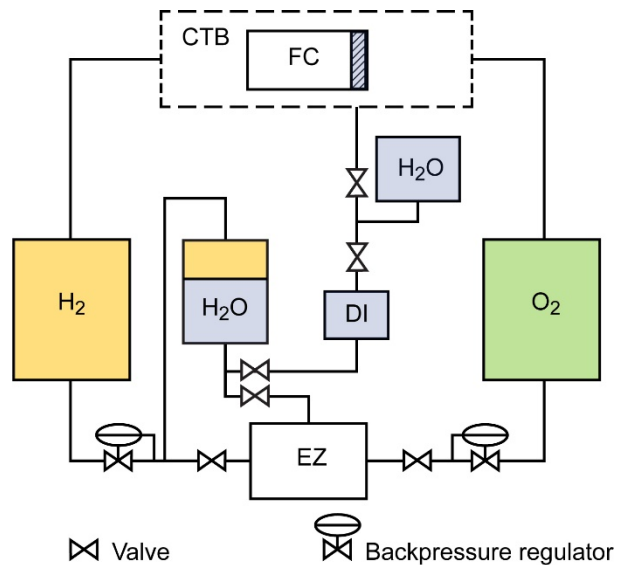 CTB
FC
H₂O
H₂
H₂O
DI
O₂
EZ
Valve
Backpressure regulator